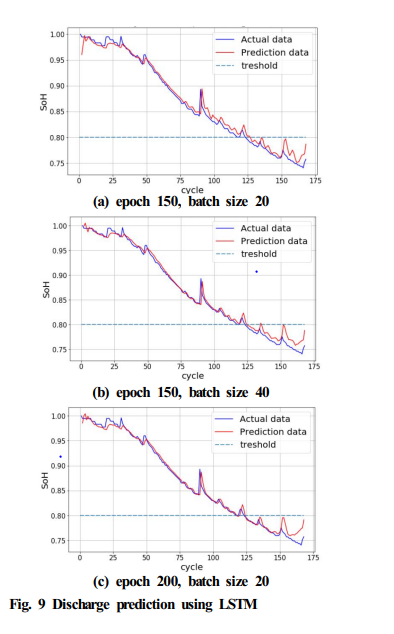 1.00
0.95
0.90
0.85
0.80
0.75
SoH
Actual data
Prediction data
treshold
0 25 50 75 100 125 150 175
cycle
(a) epoch 150, batch size 20
1.00
0.95
0.90
0.85
0.80
0.75
SoH
Actual data
Prediction data
treshold
0 25 50 75 100 125 150 175
cycle
(b) epoch 150, batch size 40
1.00
0.95
0.90
0.85
0.80
0.75
SoH
Actual data
Prediction data
treshold
0 25 50 75 100 125 150 175
cycle
(c) epoch 200, batch size 20
Fig. 9 Discharge prediction using LSTM